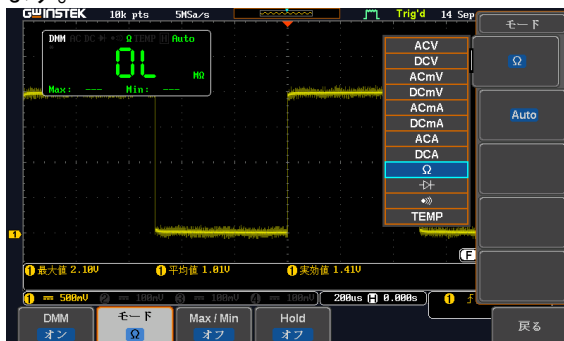 GWINSTEK 10k pts 5MSa/s Trig'd 14 Sep
モード
DMM AC DC Ω TEMP H Auto
0L MΩ
Max: --- Min: ---
ACV
DCV
ACmV
DCmV
ACmA
DCmA
ACA
DCA
Ω
TEMP
Ω
Auto
1
F
1 最大値 2.10V 1 平均値 1.01V 1 実効値 1.41V
1 500mV 2 100mV 3 100mV 4 100mV 200us H 0.000s 1
DMM オン
モード Ω
Max / Min オフ
Hold オフ
戻る